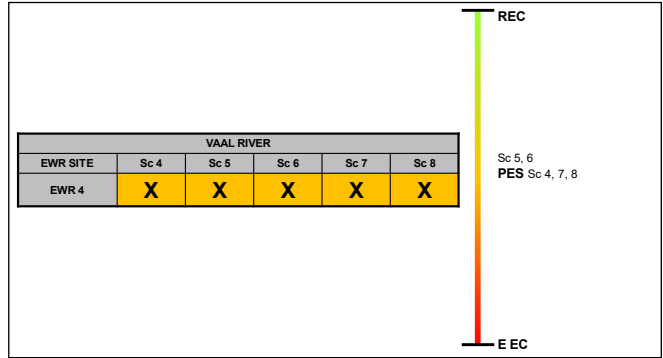 REC
VAAL RIVER
EWR SITE Sc 4 Sc 5 Sc 6 Sc 7 Sc 8
EWR 4 X X X X X
Sc 5, 6
PES Sc 4, 7, 8
E EC